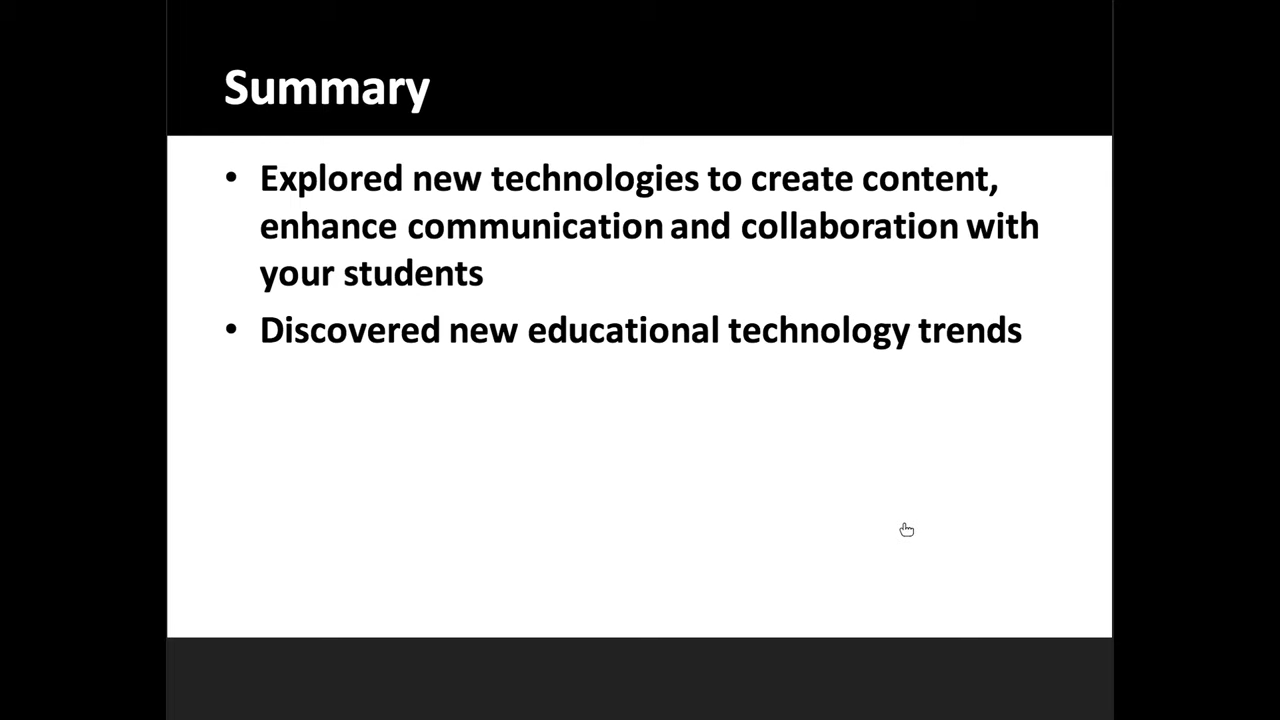 Summary
• Explored new technologies to create content,
enhance communication and collaboration with
your students
• Discovered new educational technology trends